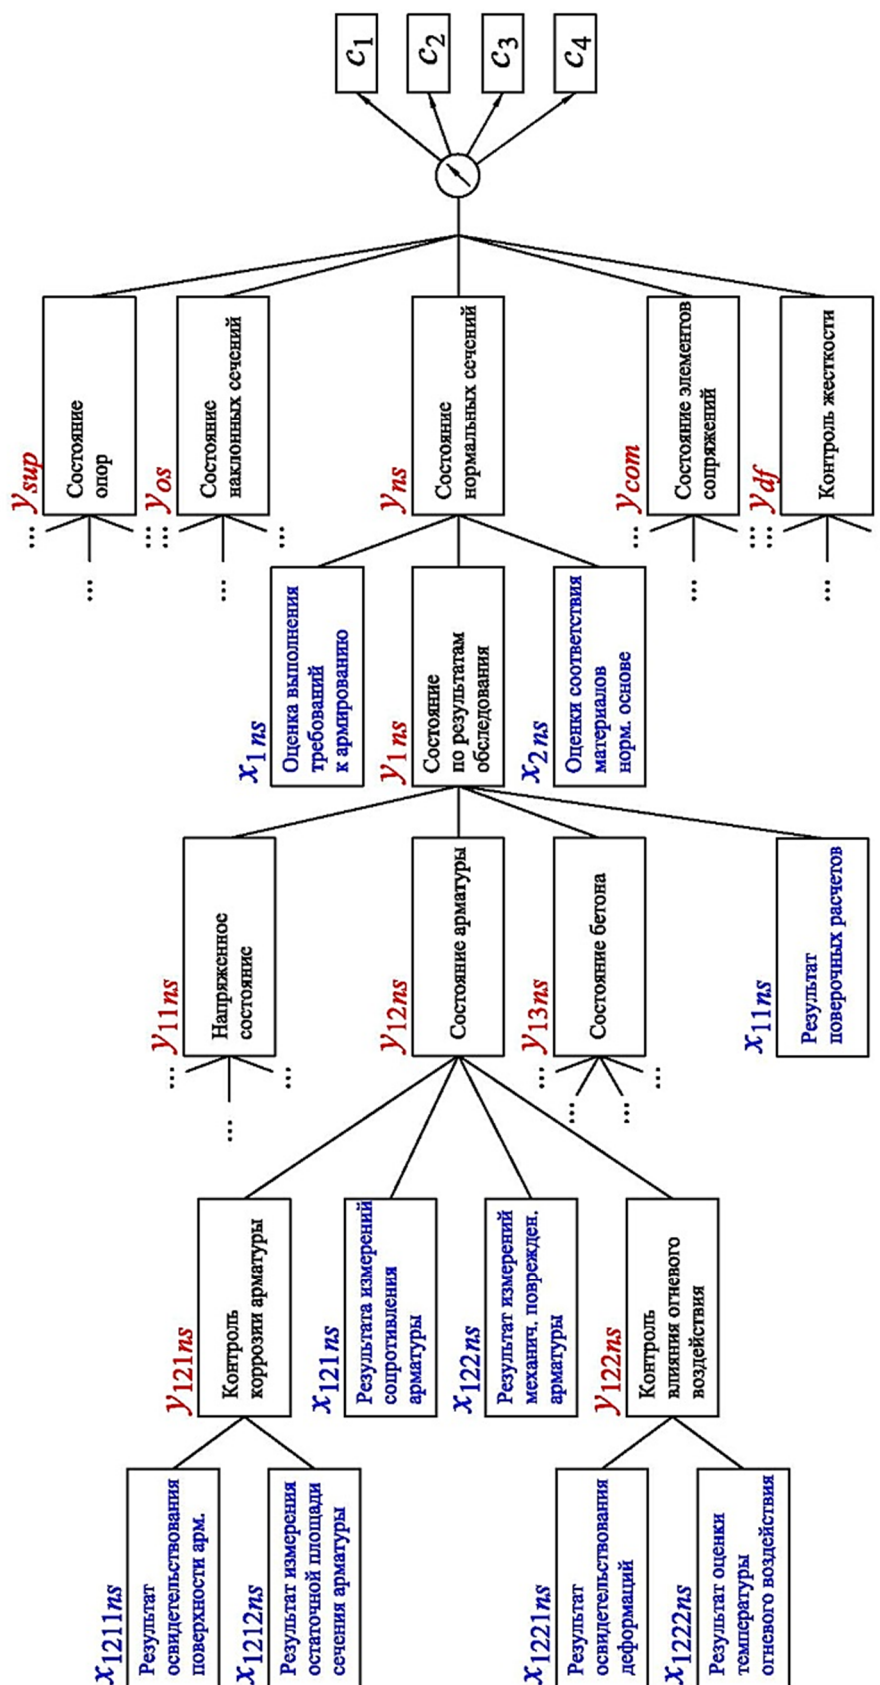 c1
c2
c3
c4
ysup
Состояние
опор
yos
Состояние
наклонных сечений
yns
Состояние
нормальных сечений
ycom
Состояние элементов
сопряжений
ydf
Контроль жесткости
...
...
...
...
...
...
...
...
...
...
...
...
x1ns
Оценка выполнения
требований
к армированию
y1ns
Состояние
по результатам
обследования
x2ns
Оценки соответствия
материалов
норм. основе
y11ns
Напряженное
состояние
y12ns
Состояние арматуры
y13ns
Состояние бетона
x11ns
Результат
поверочных расчетов
...
...
...
...
...
...
...
y121ns
Контроль
коррозии арматуры
x121ns
Результата измерений
сопротивления
арматуры
x122ns
Результат измерений
механич. поврежден.
арматуры
y122ns
Контроль
влияния огневого
воздействия
x1211ns
Результат
освидетельствования
поверхности арм.
x1212ns
Результат измерения
остаточной площади
сечения арматуры
x1221ns
Результат
освидетельствования
деформаций
x1222ns
Результат оценки
температуры
огневого воздействия